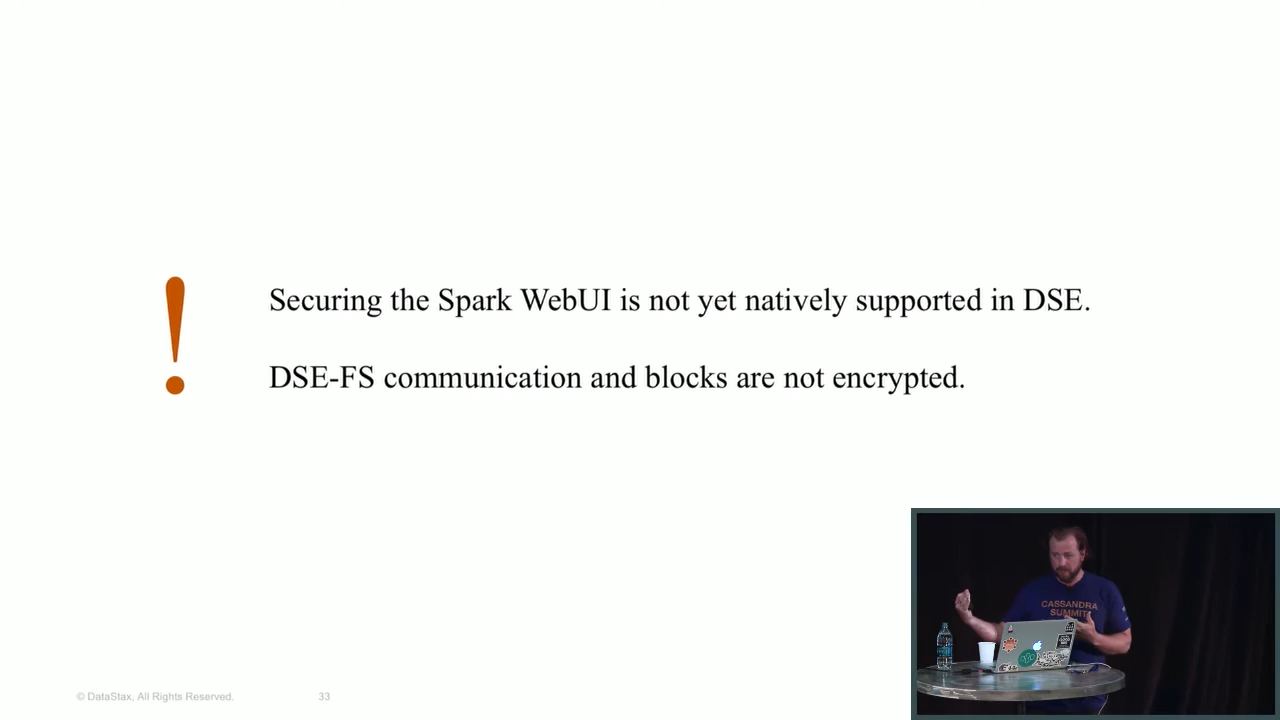 !
Securing the Spark WebUI is not yet natively supported in DSE.
DSE-FS communication and blocks are not encrypted.
CASSANDRA
SUMMIT
© DataStax, All Rights Reserved.
33